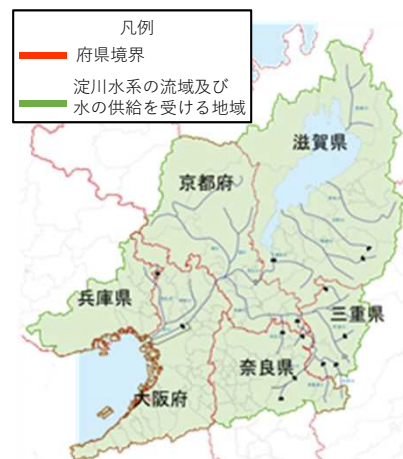 凡例
府県境界
淀川水系の流域及び
水の供給を受ける地域
滋賀県
京都府
兵庫県
三重県
奈良県
大阪府